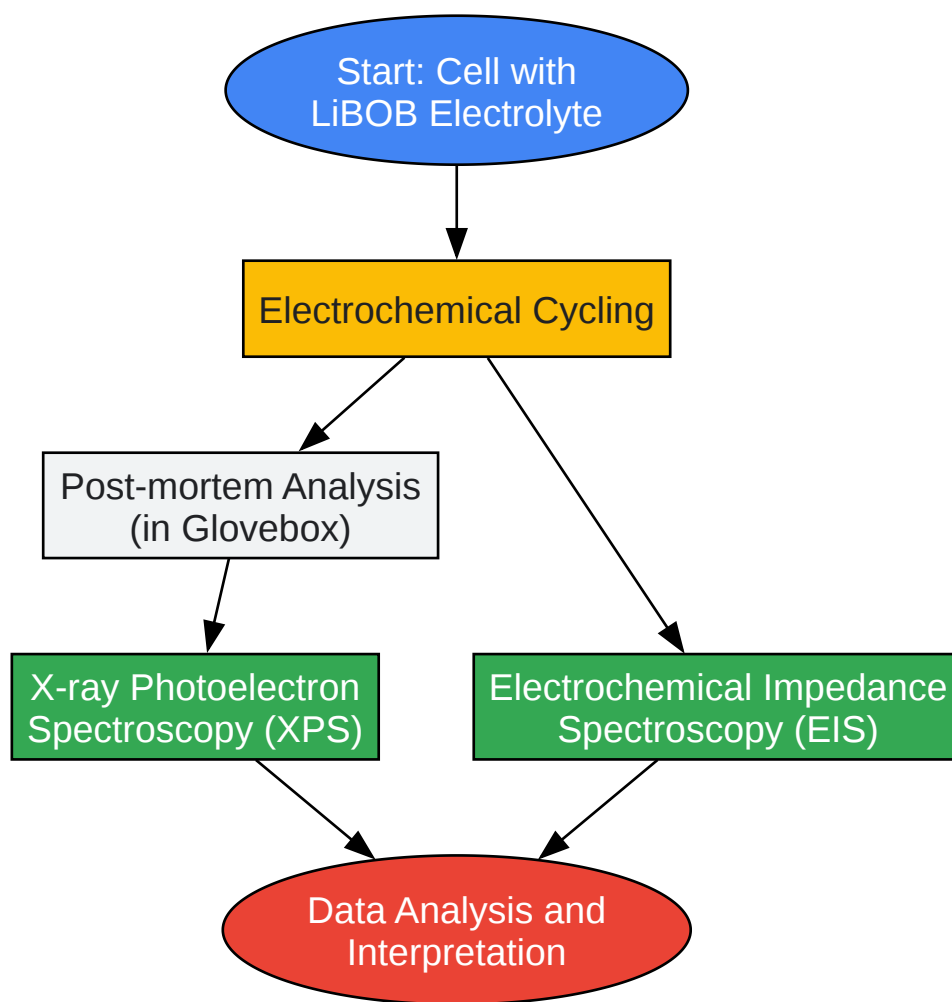 Start: Cell with
LiBOB Electrolyte
Electrochemical Cycling
Post-mortem Analysis
(in Glovebox)
X-ray Photoelectron
Spectroscopy (XPS)
Electrochemical Impedance
Spectroscopy (EIS)
Data Analysis and
Interpretation